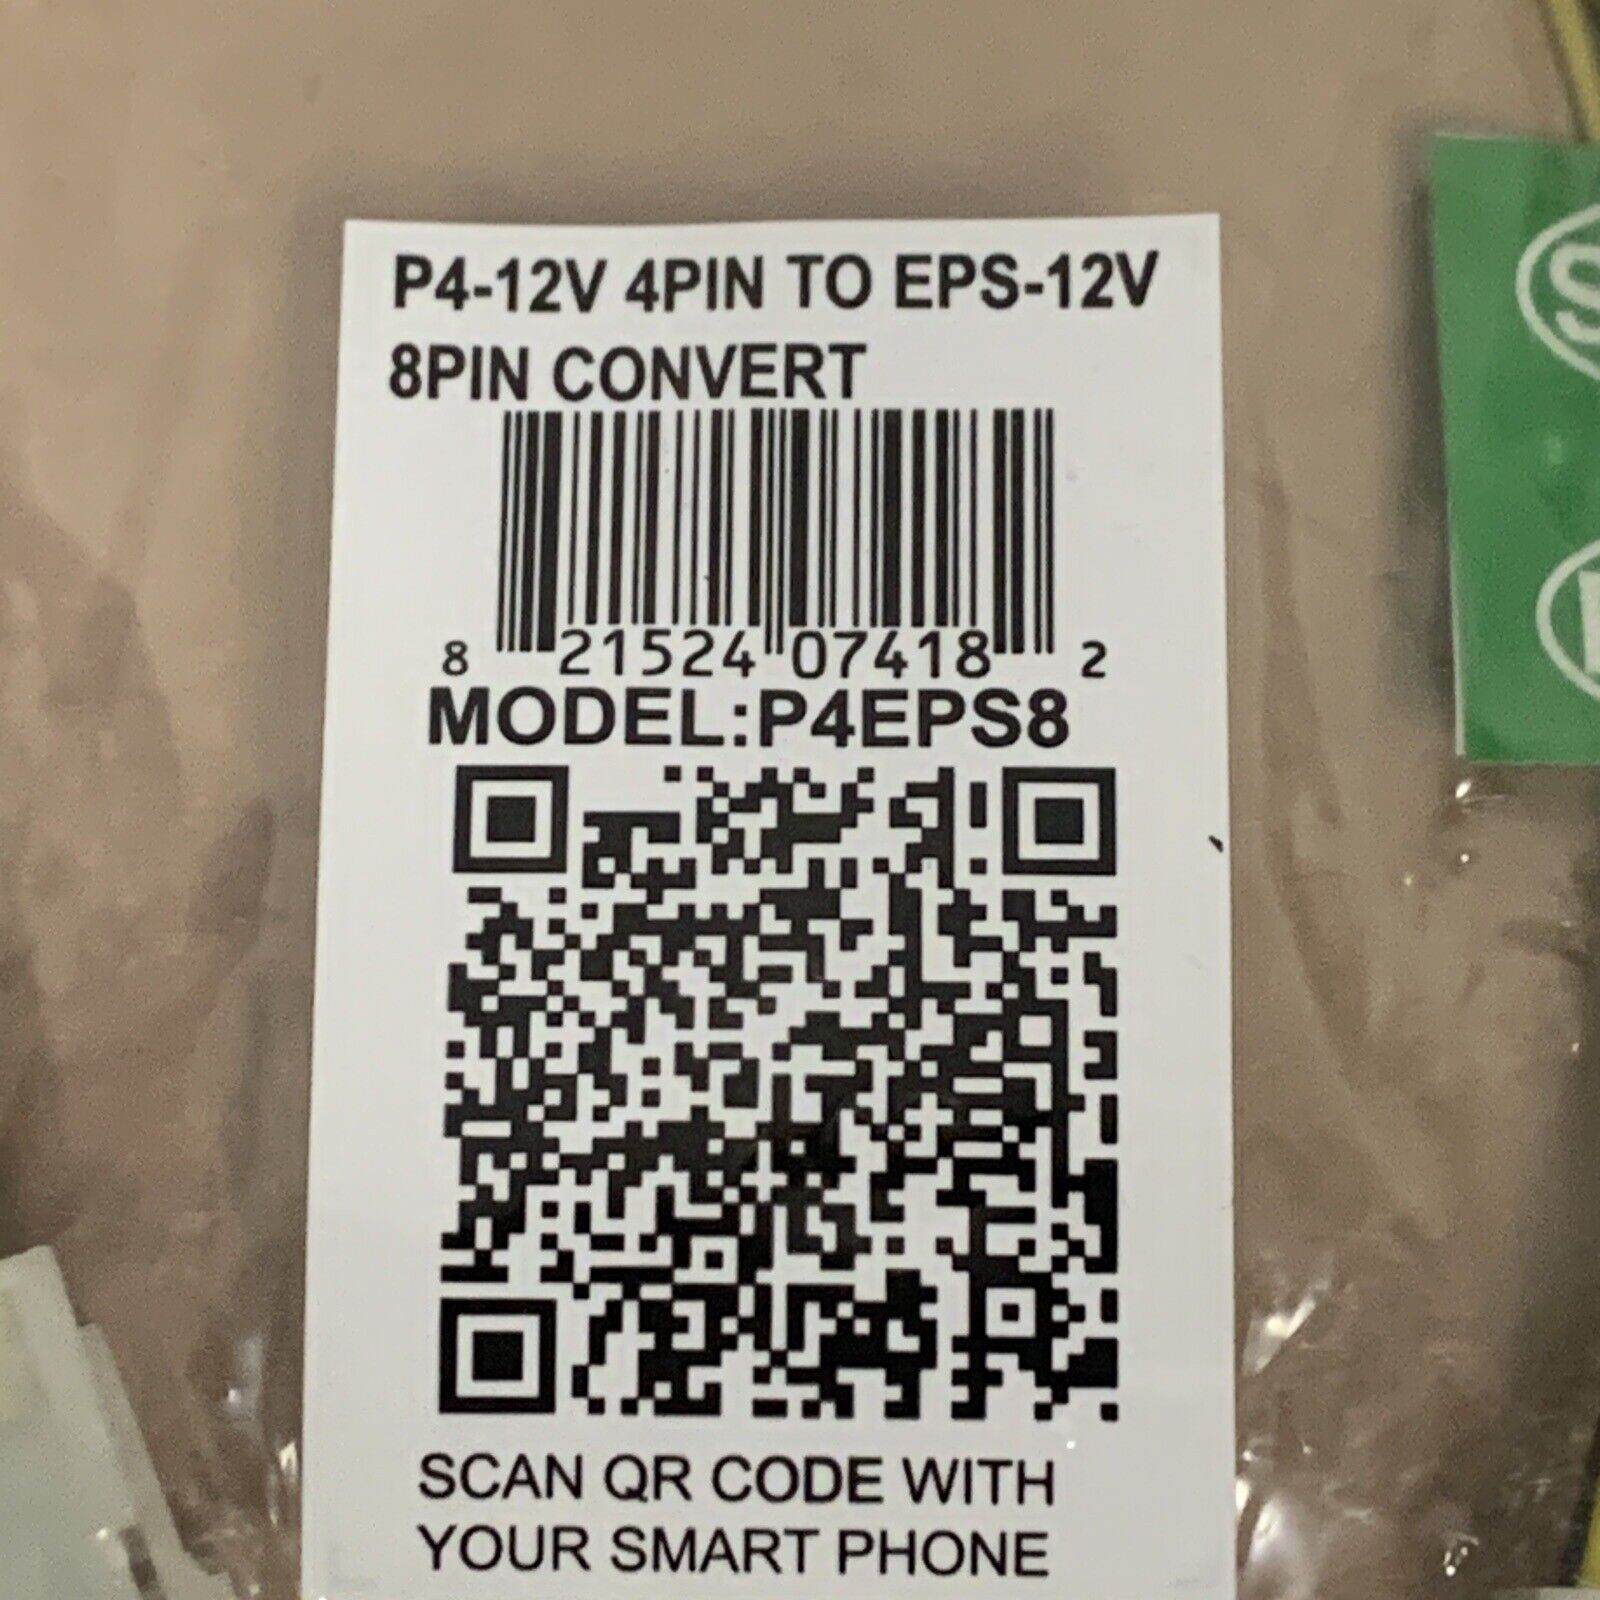 P4-12V 4PIN TO EPS-12V
8PIN CONVERT
8 21524 07418 2
MODEL:P4EPS8
SCAN QR CODE WITH
YOUR SMART PHONE